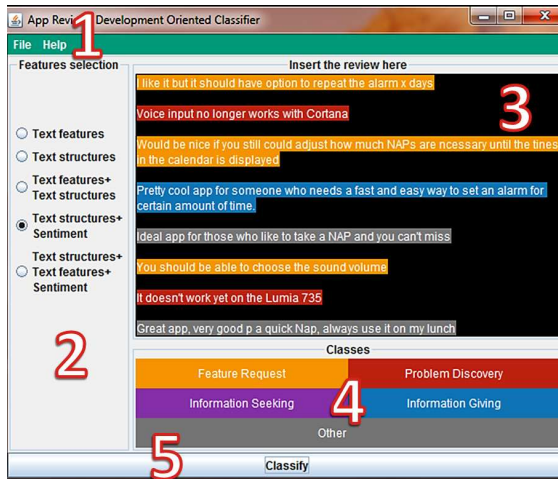 App Review Development Oriented Classifier
1
File Help
Features selection
Insert the review here
3
I like it but it should have option to repeat the alarm x days
Voice input no longer works with Cortana
Would be nice if you still could adjust how much NAPs are ncessary until the tines
in the calendar is displayed
Pretty cool app for someone who needs a fast and easy way to set an alarm for
certain amount of time.
Ideal app for those who like to take a NAP and you can't miss
You should be able to choose the sound volume
It doesn't work yet on the Lumia 735
Great app, very good p a quick Nap, always use it on my lunch
Text features
Text structures
Text features+
Text structures
Text structures+
Sentiment
Text structures+
Text features+
Sentiment
2
Classes
Feature Request
Problem Discovery
Information Seeking
4
Information Giving
Other
5
Classify